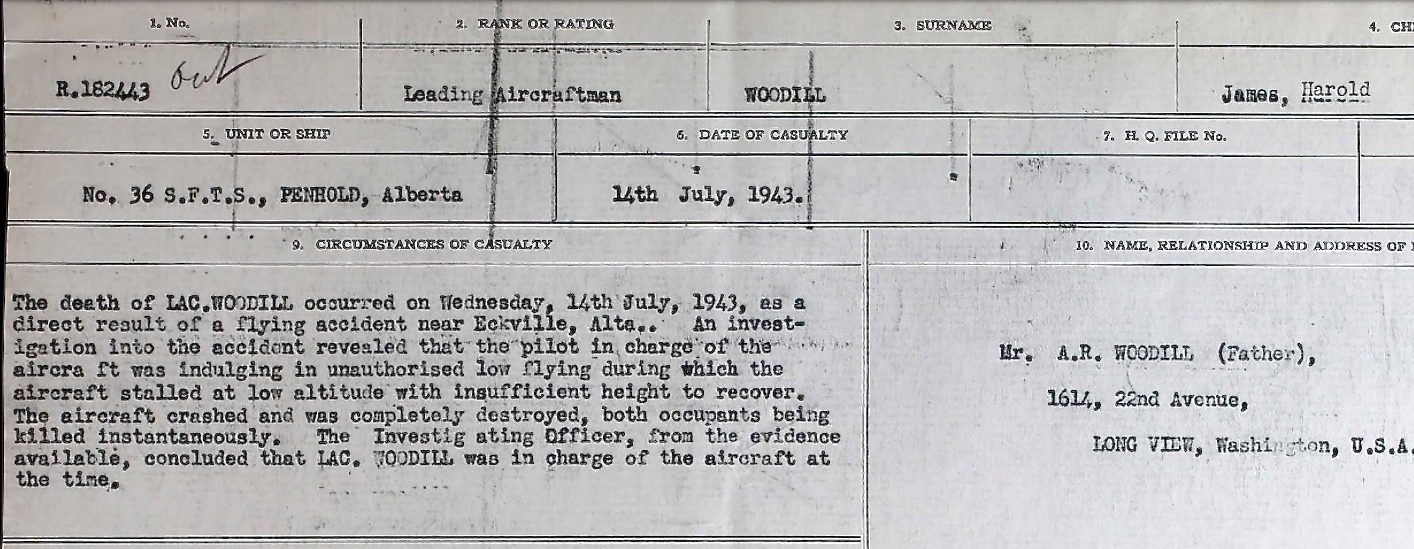 1. No.
2. RANK OR RATING
3. SURNAME
4. CH
R.182443 out
Leading Aircraftman
WOODILL
James, Harold
5. UNIT OR SHIP
6. DATE OF CASUALTY
7. H. Q. FILE No.
No. 36 S.F.T.S., PENHOLD, Alberta
14th July, 1943.
9. CIRCUMSTANCES OF CASUALTY
The death of LAC.WOODILL occurred on Wednesday, 14th July, 1943, as a
direct result of a flying accident near Eckville, Alta.. An invest-
igation into the accident revealed that the pilot in charge of the
aircra ft was indulging in unauthorised low flying during which the
aircraft stalled at low altitude with insufficient height to recover.
The aircraft crashed and was completely destroyed, both occupants being
killed instantaneously. The Investig ating Officer, from the evidence
available, concluded that LAC. WOODILL was in charge of the aircraft at
the time.
10. NAME, RELATIONSHIP AND ADDRESS OF
Mr. A.R. WOODILL (Father),
1614, 22nd Avenue,
LONG VIEW, Washington, U.S.A.